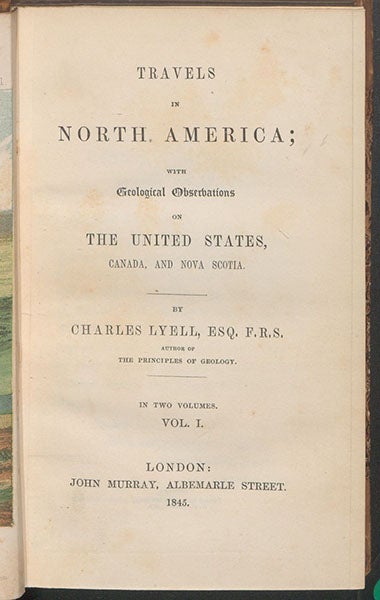 TRAVELS
IN
NORTH AMERICA;
WITH
Geological Observations
ON
THE UNITED STATES,
CANADA, AND NOVA SCOTIA.
BY
CHARLES LYELL, ESQ. F.R.S.
AUTHOR OF
THE PRINCIPLES OF GEOLOGY.
IN TWO VOLUMES.
VOL. I.
LONDON:
JOHN MURRAY, ALBEMARLE STREET.
1845.